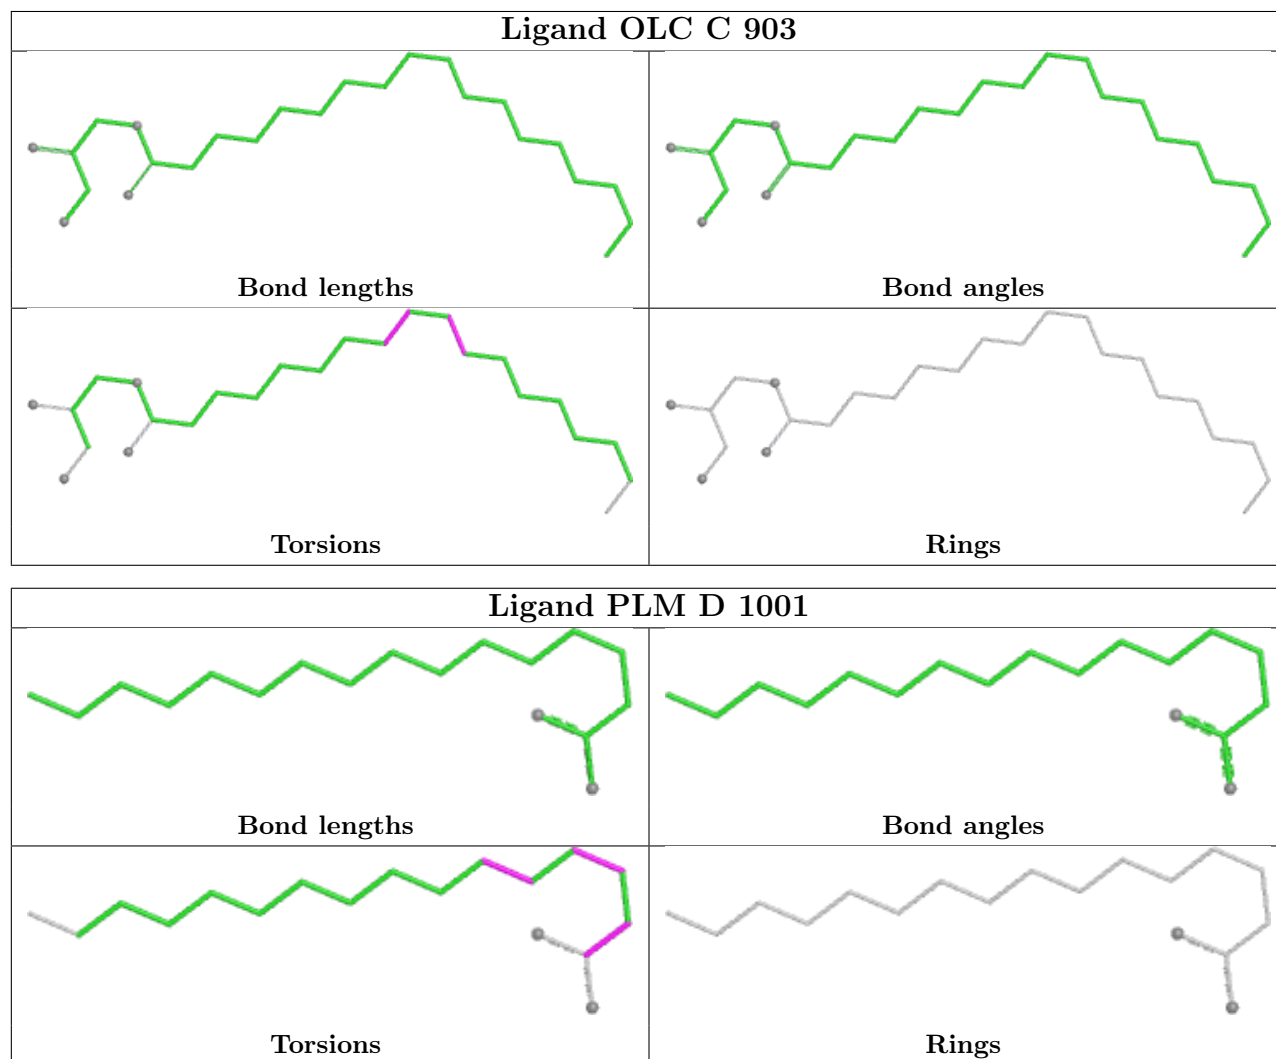 Ligand OLC C 903
Bond lengths
Bond angles
Torsions
Rings
Ligand PLM D 1001
Bond lengths
Bond angles
Torsions
Rings